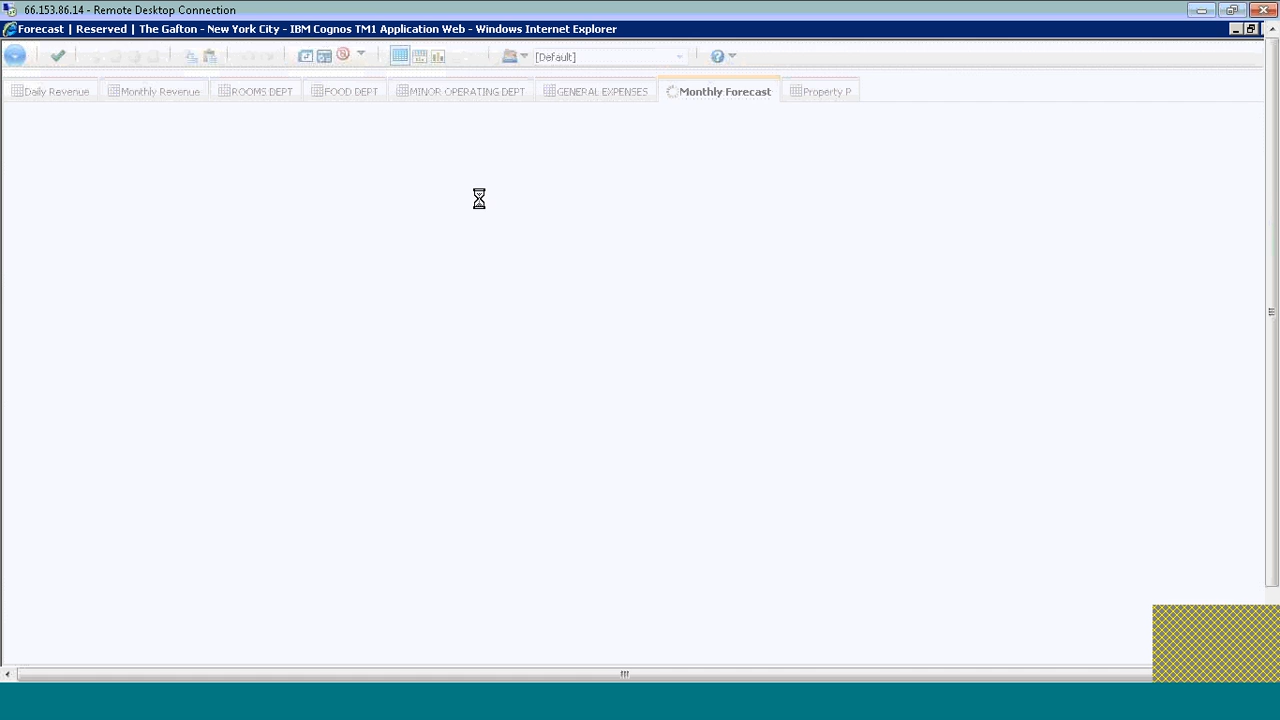 66.153.86.14 - Remote Desktop Connection
Forecast | Reserved | The Gafton - New York City - IBM Cognos TM1 Application Web - Windows Internet Explorer
[Default]
Daily Revenue Monthly Revenue ROOMS DEPT FOOD DEPT MINOR OPERATING DEPT GENERAL EXPENSES Monthly Forecast Property P